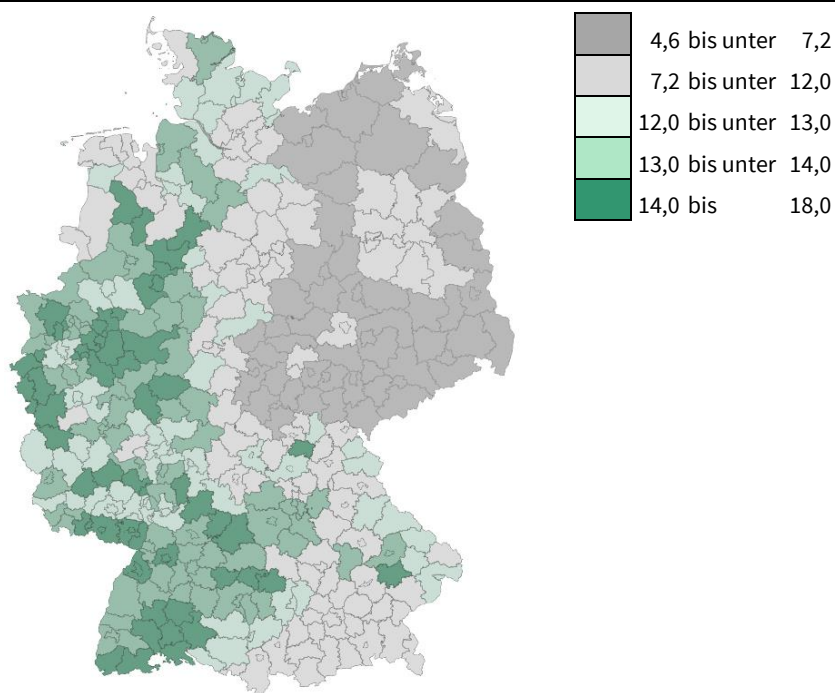 4,6 bis unter 7,2
7,2 bis unter 12,0
12,0 bis unter 13,0
13,0 bis unter 14,0
14,0 bis 18,0